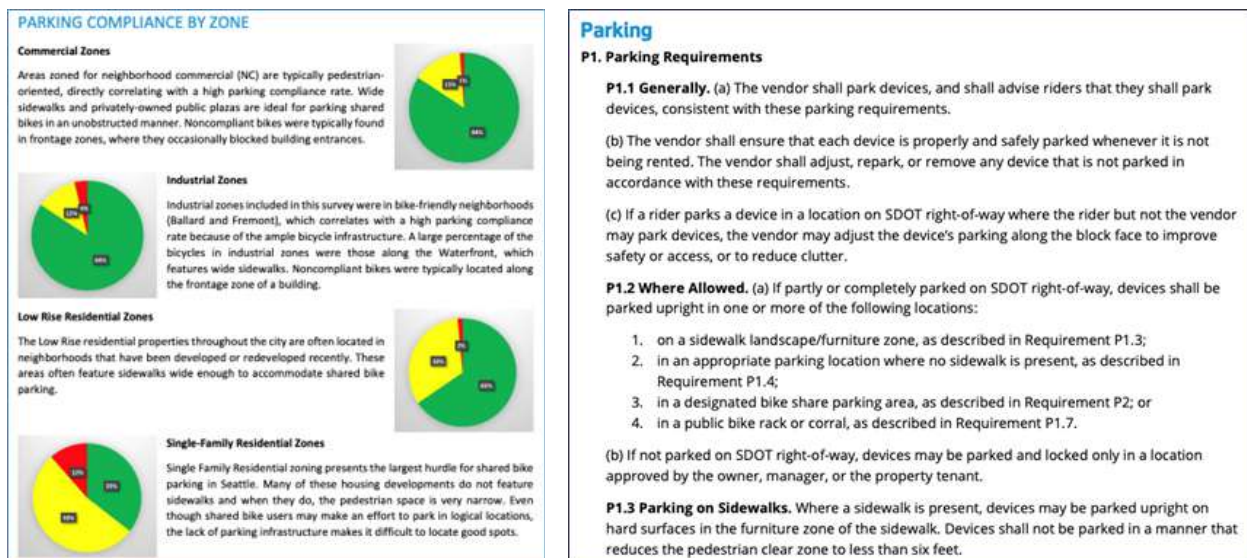 PARKING COMPLIANCE BY ZONE
Commercial Zones
Areas zoned for neighborhood commercial (NC) are typically pedestrian-
oriented, directly correlating with a high parking compliance rate. Wide
sidewalks and privately-owned public plazas are ideal for parking shared
bikes in an unobstructed manner. Noncompliant bikes were typically found
in frontage zones, where they occasionally blocked building entrances.
Industrial Zones
Industrial zones included in this survey were in bike-friendly neighborhoods
(Ballard and Fremont), which correlates with a high parking compliance
rate because of the ample bicycle infrastructure. A large percentage of the
bicycles in industrial zones were those along the Waterfront, which
features wide sidewalks. Noncompliant bikes were typically located along
the frontage zone of a building.
Low Rise Residential Zones
The Low Rise residential properties throughout the city are often located in
neighborhoods that have been developed or redeveloped recently. These
areas often feature sidewalks wide enough to accommodate shared bike
parking.
Single-Family Residential Zones
Single Family Residential zoning presents the largest hurdle for shared bike
parking in Seattle. Many of these housing developments do not feature
sidewalks and when they do, the pedestrian space is very narrow. Even
though shared bike users may make an effort to park in logical locations,
the lack of parking infrastructure makes it difficult to locate good spots.
Parking
P1. Parking Requirements
P1.1 Generally. (a) The vendor shall park devices, and shall advise riders that they shall park
devices, consistent with these parking requirements.
(b) The vendor shall ensure that each device is properly and safely parked whenever it is not
being rented. The vendor shall adjust, repark, or remove any device that is not parked in
accordance with these requirements.
(c) If a rider parks a device in a location on SDOT right-of-way where the rider but not the vendor
may park devices, the vendor may adjust the device's parking along the block face to improve
safety or access, or to reduce clutter.
P1.2 Where Allowed. (a) If partly or completely parked on SDOT right-of-way, devices shall be
parked upright in one or more of the following locations:
1. on a sidewalk landscape/furniture zone, as described in Requirement P1.3;
2. in an appropriate parking location where no sidewalk is present, as described in
Requirement P1.4;
3. in a designated bike share parking area, as described in Requirement P2; or
4. in a public bike rack or corral, as described in Requirement P1.7.
(b) If not parked on SDOT right-of-way, devices may be parked and locked only in a location
approved by the owner, manager, or the property tenant.
P1.3 Parking on Sidewalks. Where a sidewalk is present, devices may be parked upright on
hard surfaces in the furniture zone of the sidewalk. Devices shall not be parked in a manner that
reduces the pedestrian clear zone to less than six feet.